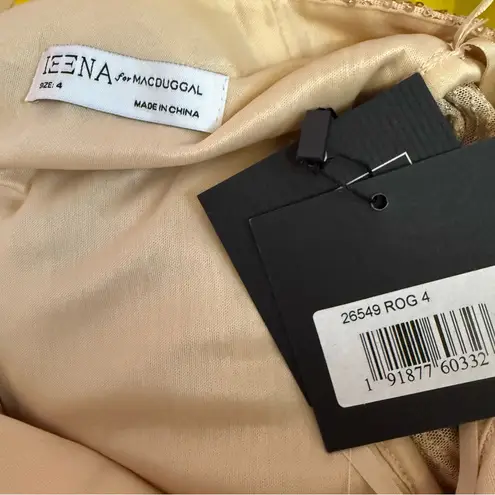 IEENA for MACDUGGAL
SIZE: 4
MADE IN CHINA
26549 ROG 4
1 91877 60332